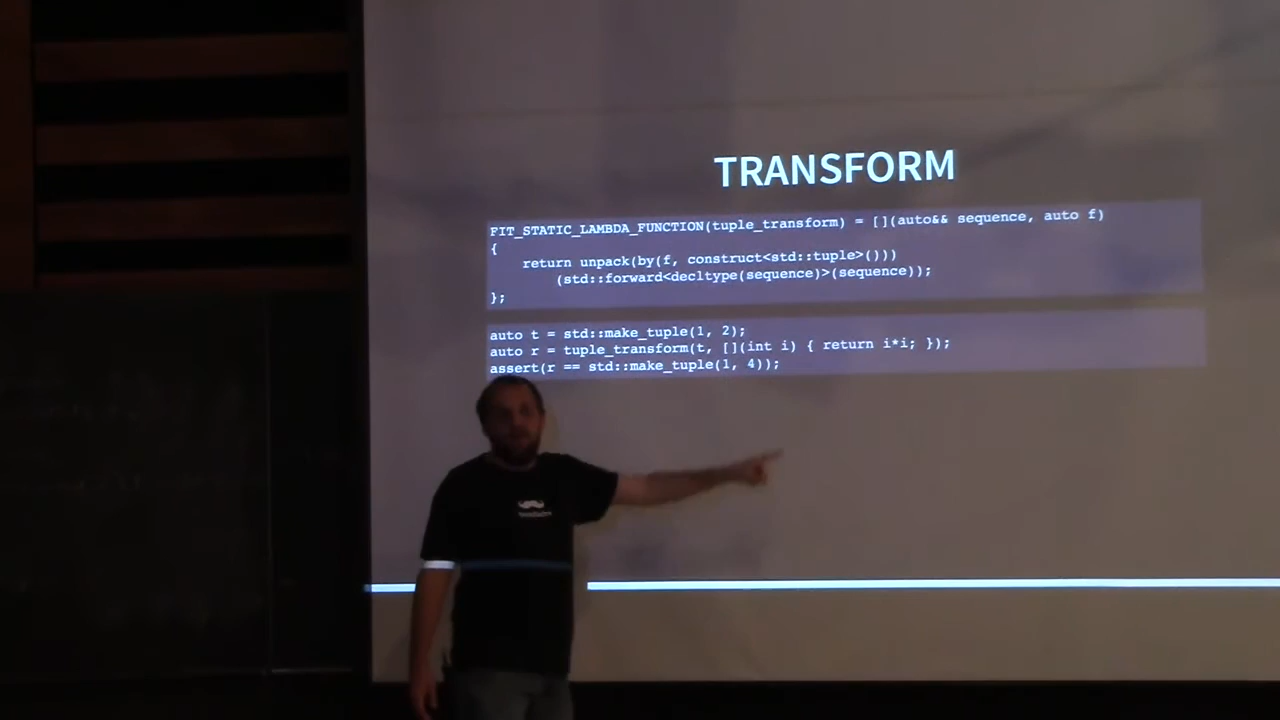 TRANSFORM
FIT_STATIC_LAMBDA_FUNCTION(tuple_transform) = [](auto&& sequence, auto f)
{
return unpack(by(f, construct<std::tuple>()))
(std::forward<decltype(sequence)>(sequence));
};
auto t = std::make_tuple(1, 2);
auto r = tuple_transform(t, [](int i) { return i*i; });
assert(r == std::make_tuple(1, 4));